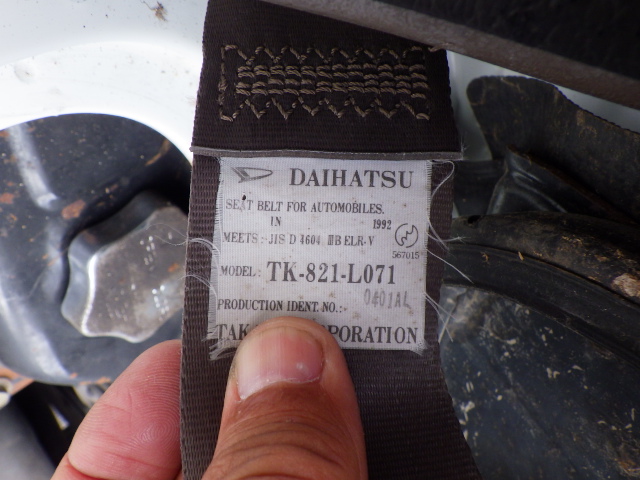 DAIHATSU
SEAT BELT FOR AUTOMOBILES.
IN 1992
MEETS:-JIS D 4604 ⅢB ELR-V
567015
MODEL: TK-821-L071
PRODUCTION IDENT. NO.:- 0401AL